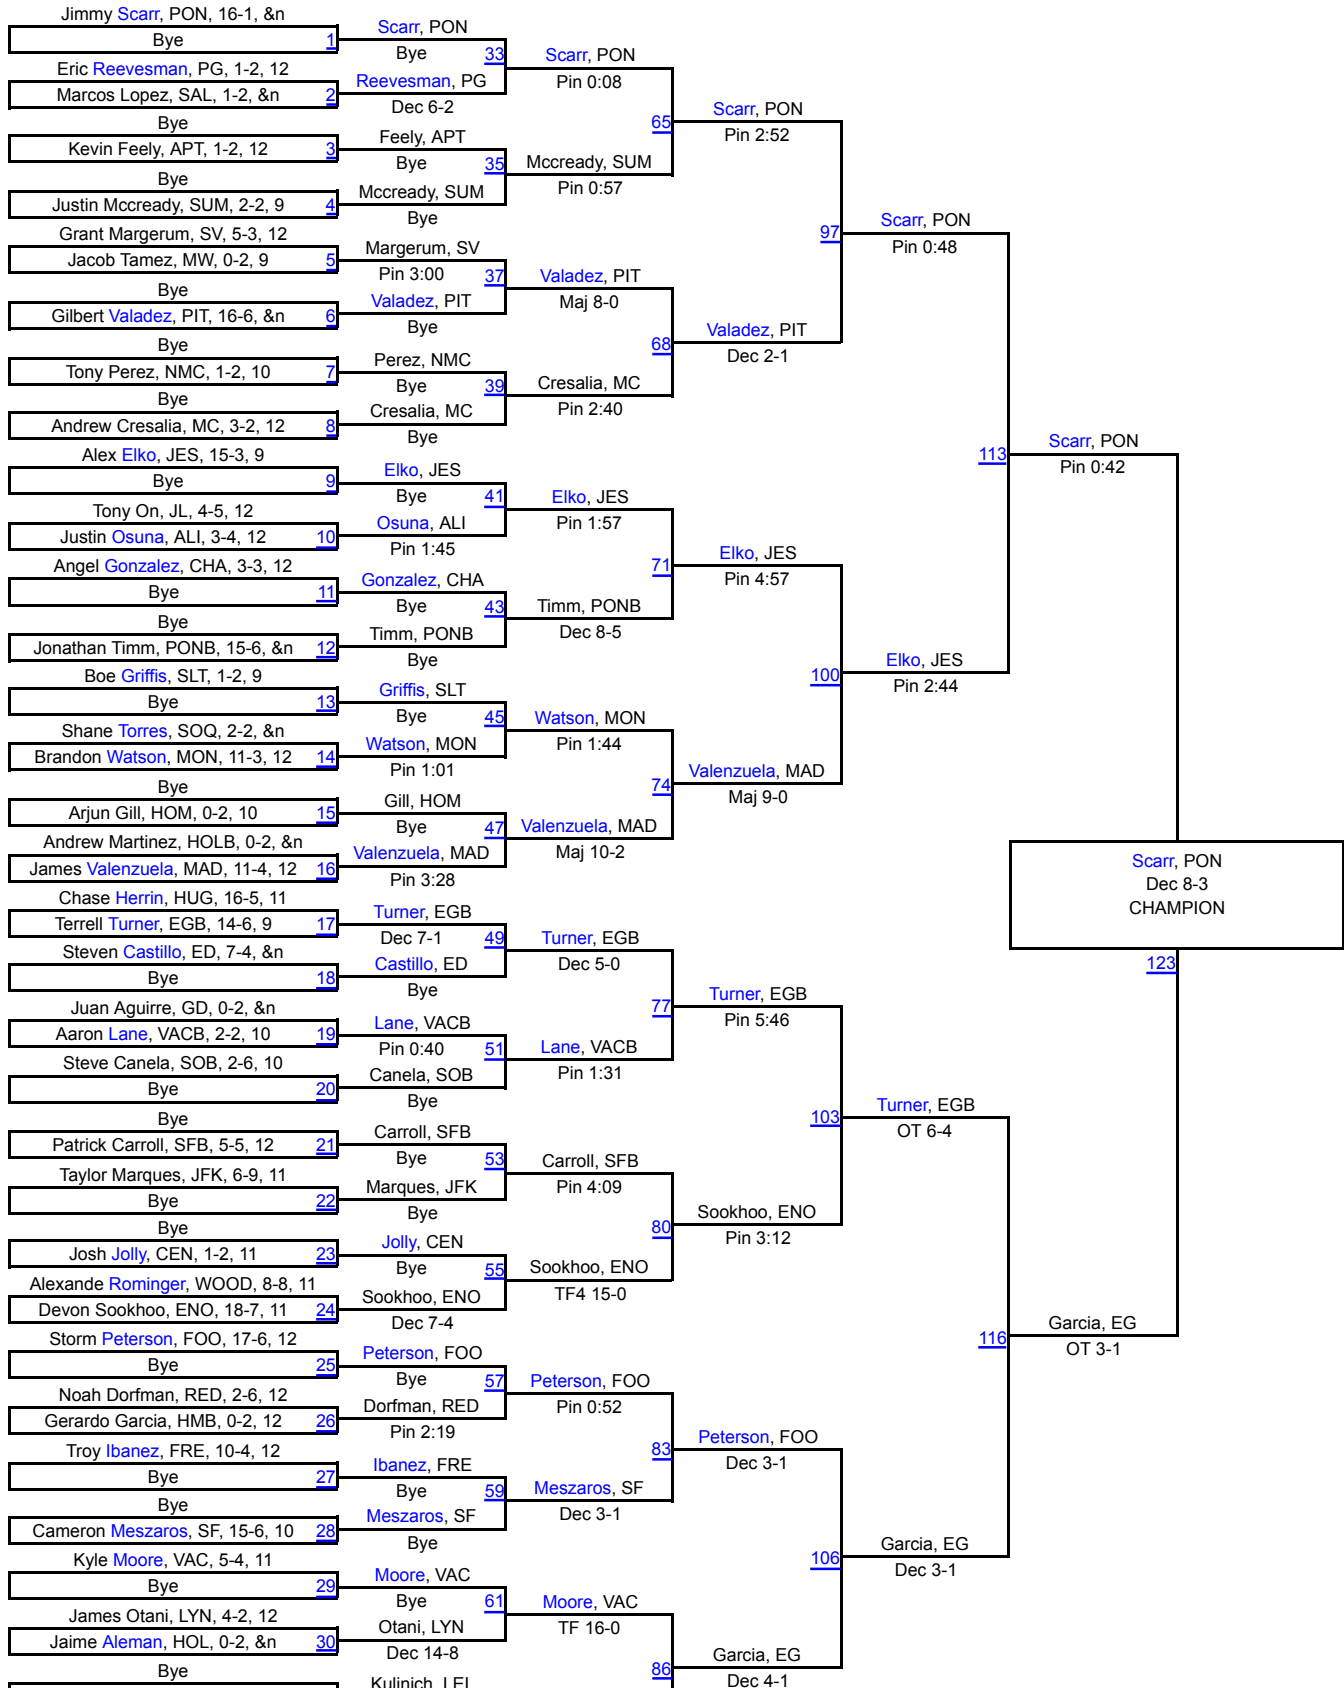 Jimmy Scarr, PON, 16-1, &n
Bye
1
Eric Reevesman, PG, 1-2, 12
Marcos Lopez, SAL, 1-2, &n
2
Bye
Kevin Feely, APT, 1-2, 12
3
Bye
Justin Mccready, SUM, 2-2, 9
4
Grant Margerum, SV, 5-3, 12
Jacob Tamez, MW, 0-2, 9
5
Bye
Gilbert Valadez, PIT, 16-6, &n
6
Bye
Tony Perez, NMC, 1-2, 10
7
Bye
Andrew Cresalia, MC, 3-2, 12
8
Alex Elko, JES, 15-3, 9
Bye
9
Tony On, JL, 4-5, 12
Justin Osuna, ALI, 3-4, 12
10
Angel Gonzalez, CHA, 3-3, 12
Bye
11
Bye
Jonathan Timm, PONB, 15-6, &n
12
Boe Griffis, SLT, 1-2, 9
Bye
13
Shane Torres, SOQ, 2-2, &n
Brandon Watson, MON, 11-3, 12
14
Bye
Arjun Gill, HOM, 0-2, 10
15
Andrew Martinez, HOLB, 0-2, &n
James Valenzuela, MAD, 11-4, 12
16
Chase Herrin, HUG, 16-5, 11
Terrell Turner, EGB, 14-6, 9
17
Steven Castillo, ED, 7-4, &n
Bye
18
Juan Aguirre, GD, 0-2, &n
Aaron Lane, VACB, 2-2, 10
19
Steve Canela, SOB, 2-6, 10
Bye
20
Bye
Patrick Carroll, SFB, 5-5, 12
21
Taylor Marques, JFK, 6-9, 11
Bye
22
Bye
Josh Jolly, CEN, 1-2, 11
23
Alexande Rominger, WOOD, 8-8, 11
Devon Sookhoo, ENO, 18-7, 11
24
Storm Peterson, FOO, 17-6, 12
Bye
25
Noah Dorfman, RED, 2-6, 12
Gerardo Garcia, HMB, 0-2, 12
26
Troy Ibanez, FRE, 10-4, 12
Bye
27
Bye
Cameron Meszaros, SF, 15-6, 10
28
Kyle Moore, VAC, 5-4, 11
Bye
29
James Otani, LYN, 4-2, 12
Jaime Aleman, HOL, 0-2, &n
30
Bye
Scarr, PON
Bye
33
Reevesman, PG
Dec 6-2
Feely, APT
Bye
35
Mccready, SUM
Bye
Margerum, SV
Pin 3:00
37
Valadez, PIT
Bye
Perez, NMC
Bye
39
Cresalia, MC
Bye
Elko, JES
Bye
41
Osuna, ALI
Pin 1:45
Gonzalez, CHA
Bye
43
Timm, PONB
Bye
Griffis, SLT
Bye
45
Watson, MON
Pin 1:01
Gill, HOM
Bye
47
Valenzuela, MAD
Pin 3:28
Turner, EGB
Dec 7-1
49
Castillo, ED
Bye
Lane, VACB
Pin 0:40
51
Canela, SOB
Bye
Carroll, SFB
Bye
53
Marques, JFK
Bye
Jolly, CEN
Bye
55
Sookhoo, ENO
Dec 7-4
Peterson, FOO
Bye
57
Dorfman, RED
Pin 2:19
Ibanez, FRE
Bye
59
Meszaros, SF
Bye
Moore, VAC
Bye
61
Otani, LYN
Dec 14-8
Kulinich, LEL
Scarr, PON
Pin 0:08
65
Mccready, SUM
Pin 0:57
Valadez, PIT
Maj 8-0
68
Cresalia, MC
Pin 2:40
Elko, JES
Pin 1:57
71
Timm, PONB
Dec 8-5
Watson, MON
Pin 1:44
74
Valenzuela, MAD
Maj 10-2
Turner, EGB
Dec 5-0
77
Lane, VACB
Pin 1:31
Carroll, SFB
Pin 4:09
80
Sookhoo, ENO
TF4 15-0
Peterson, FOO
Pin 0:52
83
Meszaros, SF
Dec 3-1
Moore, VAC
TF 16-0
86
Scarr, PON
Pin 2:52
97
Valadez, PIT
Dec 2-1
Elko, JES
Pin 4:57
100
Valenzuela, MAD
Maj 9-0
Turner, EGB
Pin 5:46
103
Sookhoo, ENO
Pin 3:12
Peterson, FOO
Dec 3-1
106
Garcia, EG
Dec 4-1
Scarr, PON
Pin 0:48
113
Elko, JES
Pin 2:44
Turner, EGB
OT 6-4
116
Garcia, EG
Dec 3-1
Scarr, PON
Pin 0:42
Garcia, EG
OT 3-1
Scarr, PON
Dec 8-3
CHAMPION
123